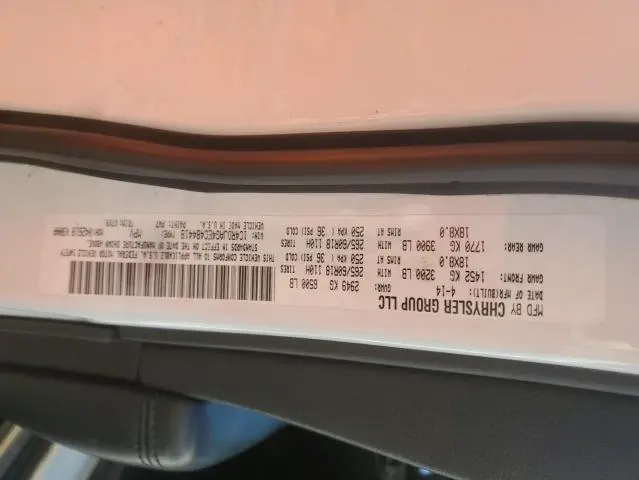 MFD BY CHRYSLER GROUP LLC
DATE OF MFR(BUILT): 4-14 GVWR: 2949 KG 6500 LB
GAWR FRONT: 1452 KG 3200 LB 265/60R18 110H TIRES
18X8.0 RIMS AT 250 KPA( 36 PSI)COLD
GAWR REAR: 1770 KG 3900 LB 265/60R18 110H TIRES
18X8.0 RIMS AT 250 KPA( 36 PSI)COLD
THIS VEHICLE CONFORMS TO ALL APPLICABLE U.S.A. FEDERAL MOTOR VEHICLE SAFETY
STANDARDS IN EFFECT ON THE DATE OF MANUFACTURE SHOWN ABOVE.
VIN: TYPE: MPV
VEHICLE MADE IN U.S.A. PAINT: